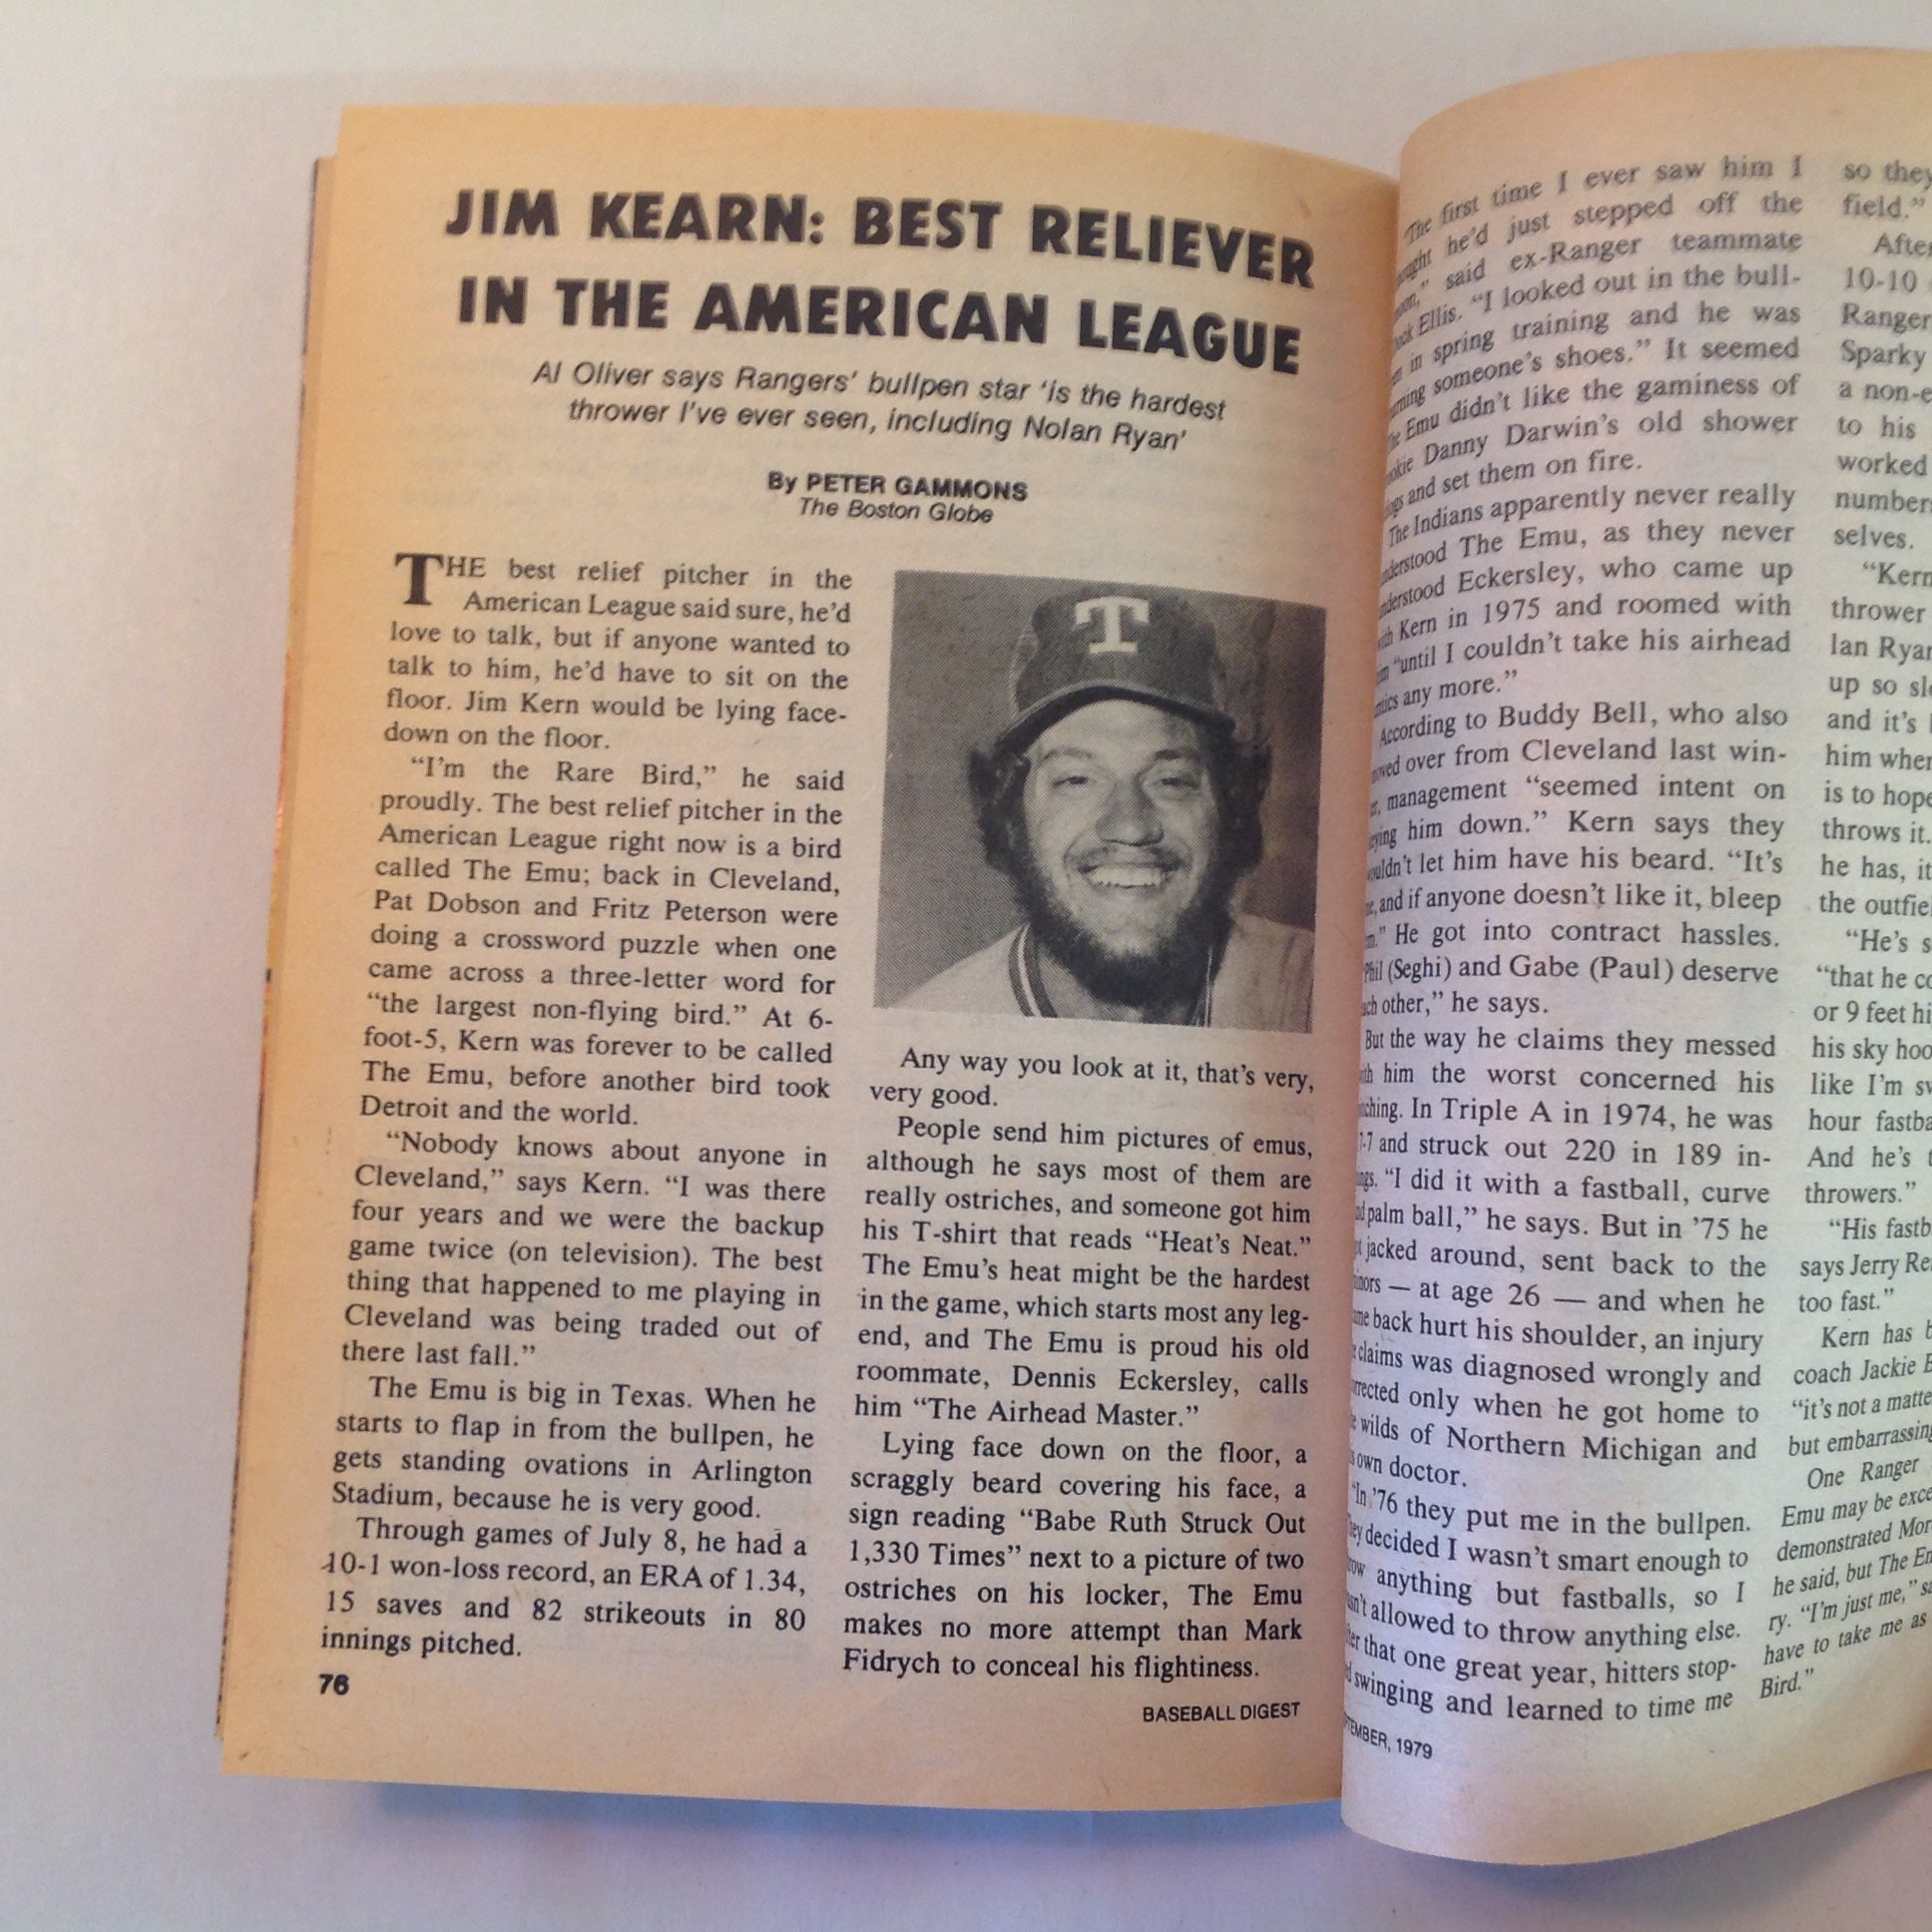 JIM KEARN: BEST RELIEVER
IN THE AMERICAN LEAGUE
Al Oliver says Rangers' bullpen star 'is the hardest
thrower I've ever seen, including Nolan Ryan'
By PETER GAMMONS
The Boston Globe
THE best relief pitcher in the
American League said sure, he'd
love to talk, but if anyone wanted to
talk to him, he'd have to sit on the
floor. Jim Kern would be lying face-
down on the floor.
"I'm the Rare Bird," he said
proudly. The best relief pitcher in the
American League right now is a bird
called The Emu; back in Cleveland,
Pat Dobson and Fritz Peterson were
doing a crossword puzzle when one
came across a three-letter word for
"the largest non-flying bird." At 6-
foot-5, Kern was forever to be called
The Emu, before another bird took
Detroit and the world.
"Nobody knows about anyone in
Cleveland," says Kern. "I was there
four years and we were the backup
game twice (on television). The best
thing that happened to me playing in
Cleveland was being traded out of
there last fall."
The Emu is big in Texas. When he
starts to flap in from the bullpen, he
gets standing ovations in Arlington
Stadium, because he is very good.
Through games of July 8, he had a
10-1 won-loss record, an ERA of 1.34,
15 saves and 82 strikeouts in 80
innings pitched.
76
T
Any way you look at it, that's very,
very good.
People send him pictures of emus,
although he says most of them are
really ostriches, and someone got him
his T-shirt that reads "Heat's Neat."
The Emu's heat might be the hardest
in the game, which starts most any leg-
end, and The Emu is proud his old
roommate, Dennis Eckersley, calls
him "The Airhead Master."
Lying face down on the floor, a
scraggly beard covering his face, a
sign reading "Babe Ruth Struck Out
1,330 Times" next to a picture of two
ostriches on his locker, The Emu
makes no more attempt than Mark
Fidrych to conceal his flightiness.
BASEBALL DIGEST
"The first time I ever saw him I
he'd just stepped off the
said ex-Ranger teammate
Ellis. "I looked out in the bull-
in spring training and he was
someone's shoes." It seemed
Emu didn't like the gaminess of
Danny Darwin's old shower
and set them on fire.
The Indians apparently never really
The Emu, as they never
Eckersley, who came up
Kern in 1975 and roomed with
"until I couldn't take his airhead
any more."
According to Buddy Bell, who also
over from Cleveland last win-
management "seemed intent on
him down." Kern says they
let him have his beard. "It's
and if anyone doesn't like it, bleep
He got into contract hassles.
Phil (Seghi) and Gabe (Paul) deserve
other," he says.
But the way he claims they messed
him the worst concerned his
In Triple A in 1974, he was
and struck out 220 in 189 in-
"I did it with a fastball, curve
palm ball," he says. But in '75 he
jacked around, sent back to the
— at age 26 — and when he
back hurt his shoulder, an injury
claims was diagnosed wrongly and
only when he got home to
wilds of Northern Michigan and
own doctor.
"In '76 they put me in the bullpen.
decided I wasn't smart enough to
anything but fastballs, so I
allowed to throw anything else.
that one great year, hitters stop-
swinging and learned to time me
1979
so they
field."
After
10-10
Ranger
Sparky
to his
worked
selves.
"Kern
thrower
up so
and it's
him when
is to hope
throws it.
he has, it
the
"He's
"that he
or 9 feet
his sky
like I'm
hour
And he's
throwers."
"His
says Jerry
too fast."
Kern has
coach Jackie
"it's not a
but embarrassing
One Ranger
Emu may be
demonstrated
he said, but The
"I'm just me,"
have to take me as
Bird."